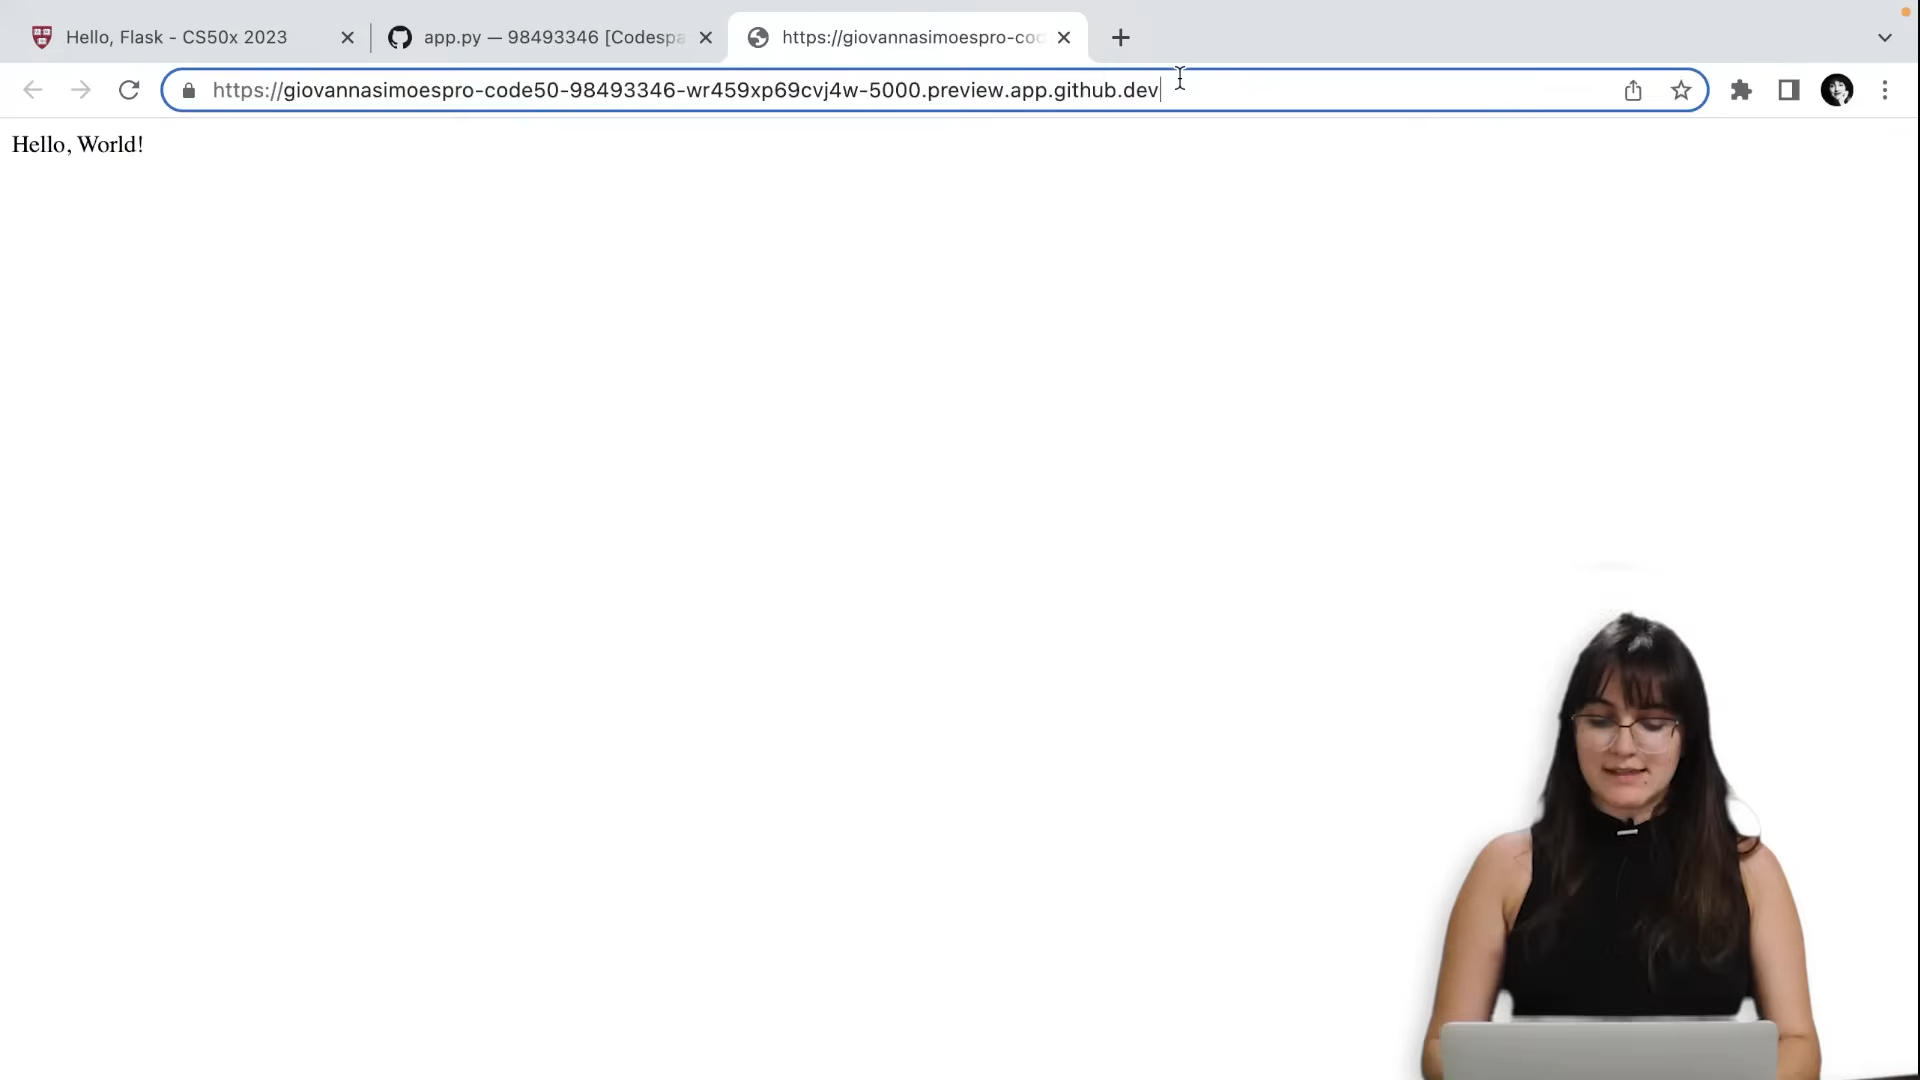 Hello, Flask - CS50x 2023
app.py — 98493346 [Codespa
https://giovannasimoespro-cod
https://giovannasimoespro-code50-98493346-wr459xp69cvj4w-5000.preview.app.github.dev
Hello, World!